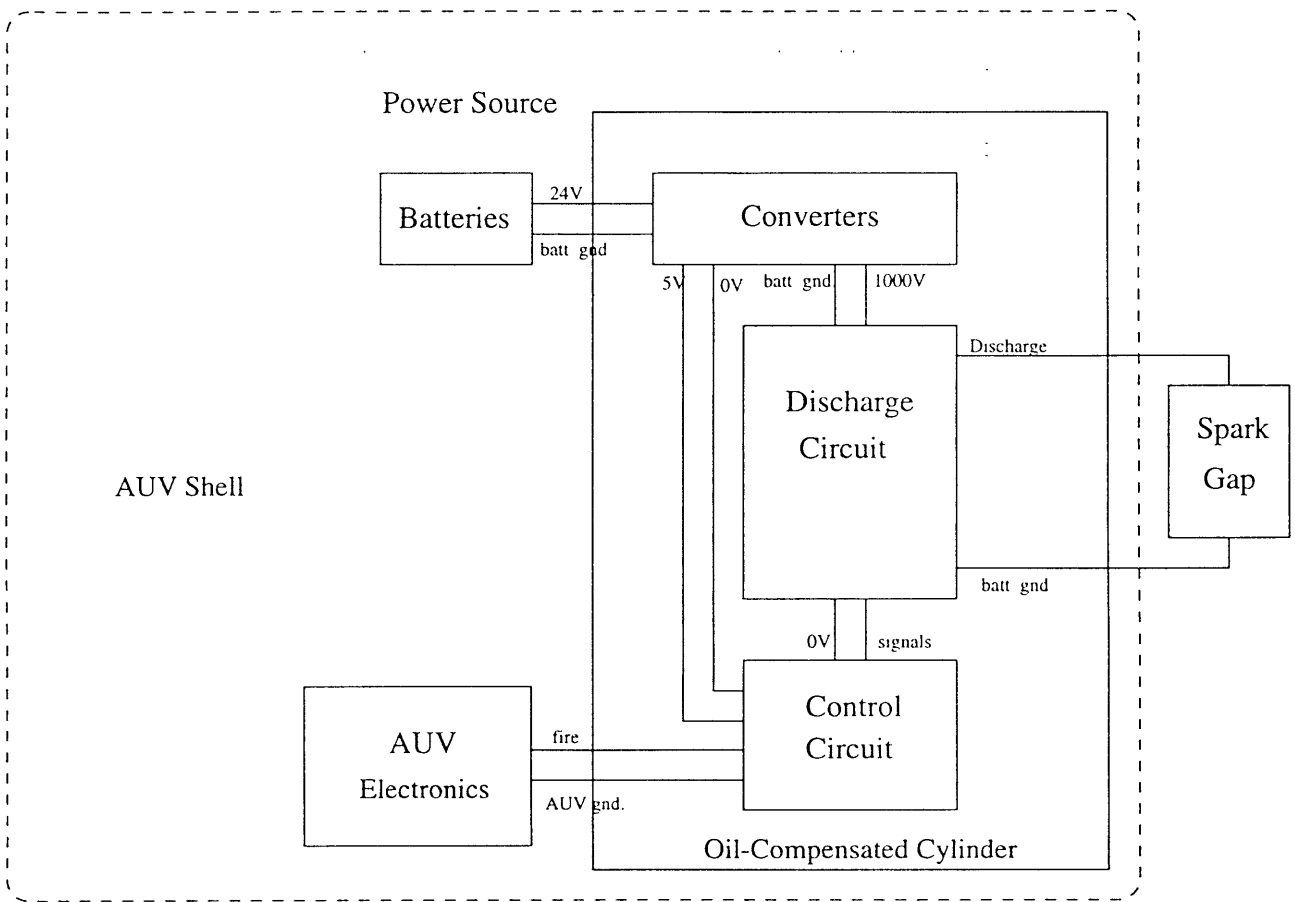 Power Source
Batteries
24V
batt gnd
Converters
5V
0V
batt gnd
1000V
Discharge
Discharge
Circuit
Spark
Gap
AUV Shell
batt gnd
0V
signals
Control
Circuit
AUV
Electronics
fire
AUV gnd.
Oil-Compensated Cylinder